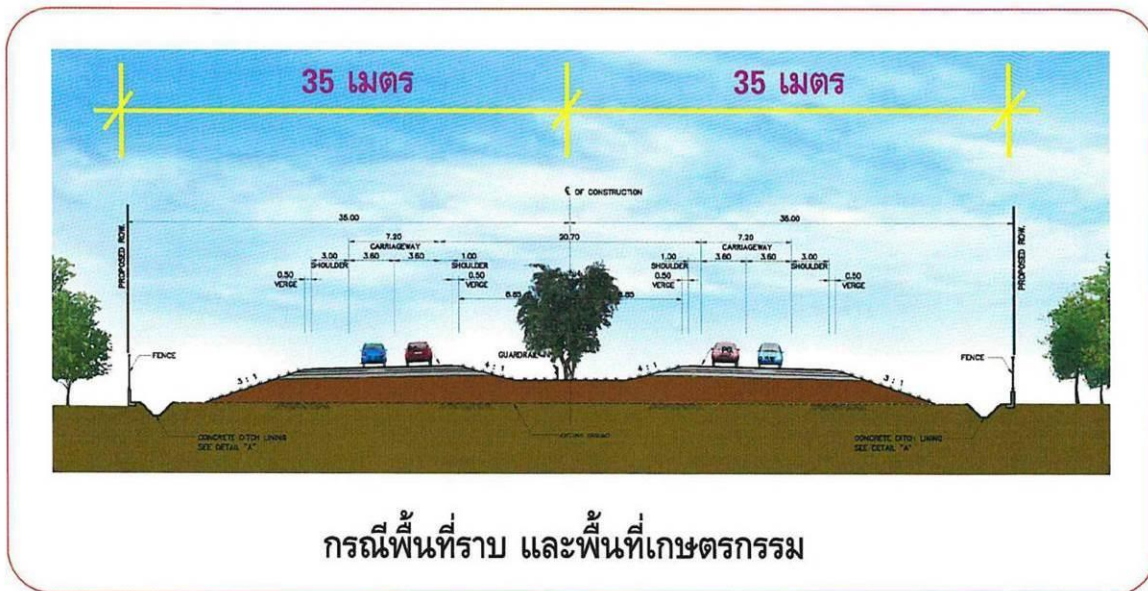 35 เมตร 35 เมตร
℄ OF CONSTRUCTION
35.00 35.00
7.20 20.70 7.20
CARRIAGEWAY CARRIAGEWAY
3.00 3.60 3.60 1.00 1.00 3.60 3.60 3.00
SHOULDER SHOULDER SHOULDER SHOULDER
0.50 0.50 0.50 0.50
VERGE VERGE VERGE VERGE
PROPOSED ROW. PROPOSED ROW.
GUARDRAIL
FENCE FENCE
3 : 1 4 : 1 4 : 1 3 : 1
CONCRETE DITCH LINING CONCRETE DITCH LINING
SEE DETAIL "A" SEE DETAIL "A"
กรณีพื้นที่ราบ และพื้นที่เกษตรกรรม